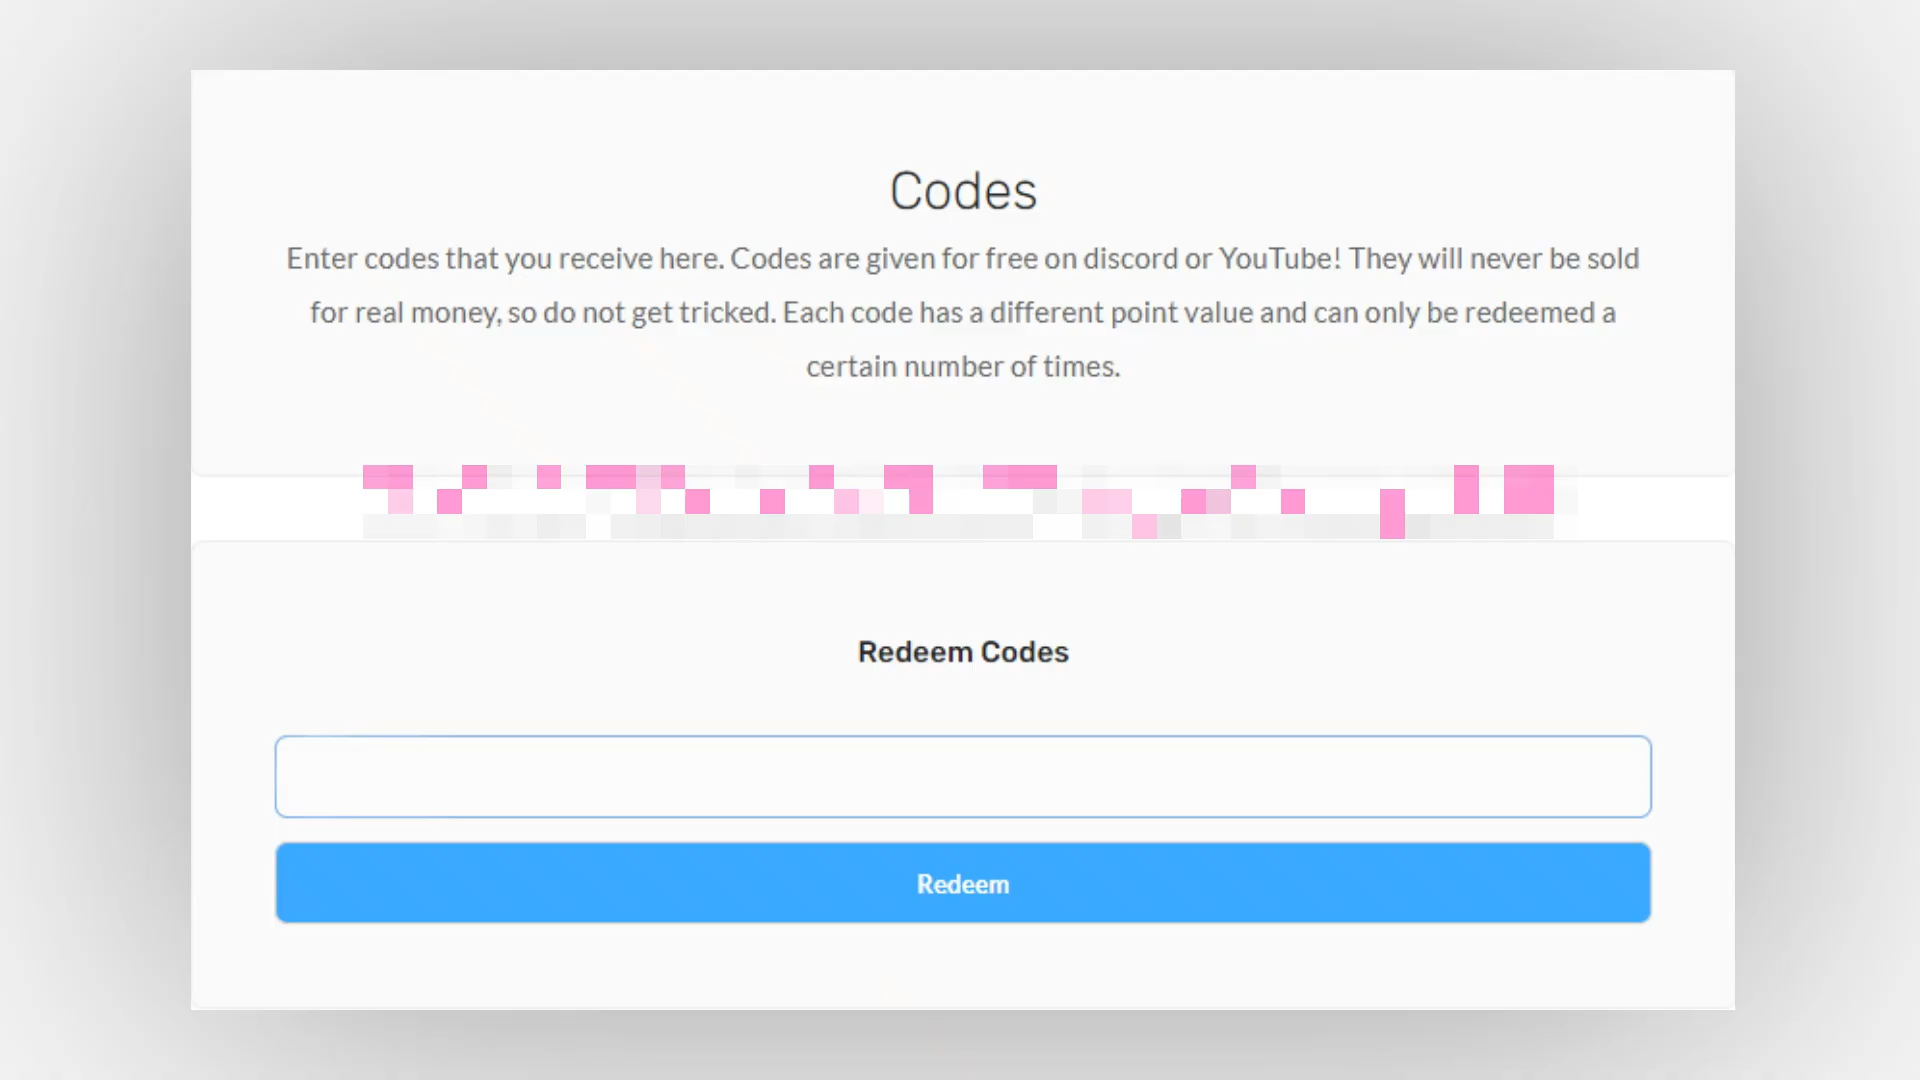 Codes
Enter codes that you receive here. Codes are given for free on discord or YouTube! They will never be sold
for real money, so do not get tricked. Each code has a different point value and can only be redeemed a
certain number of times.
Redeem Codes
Redeem